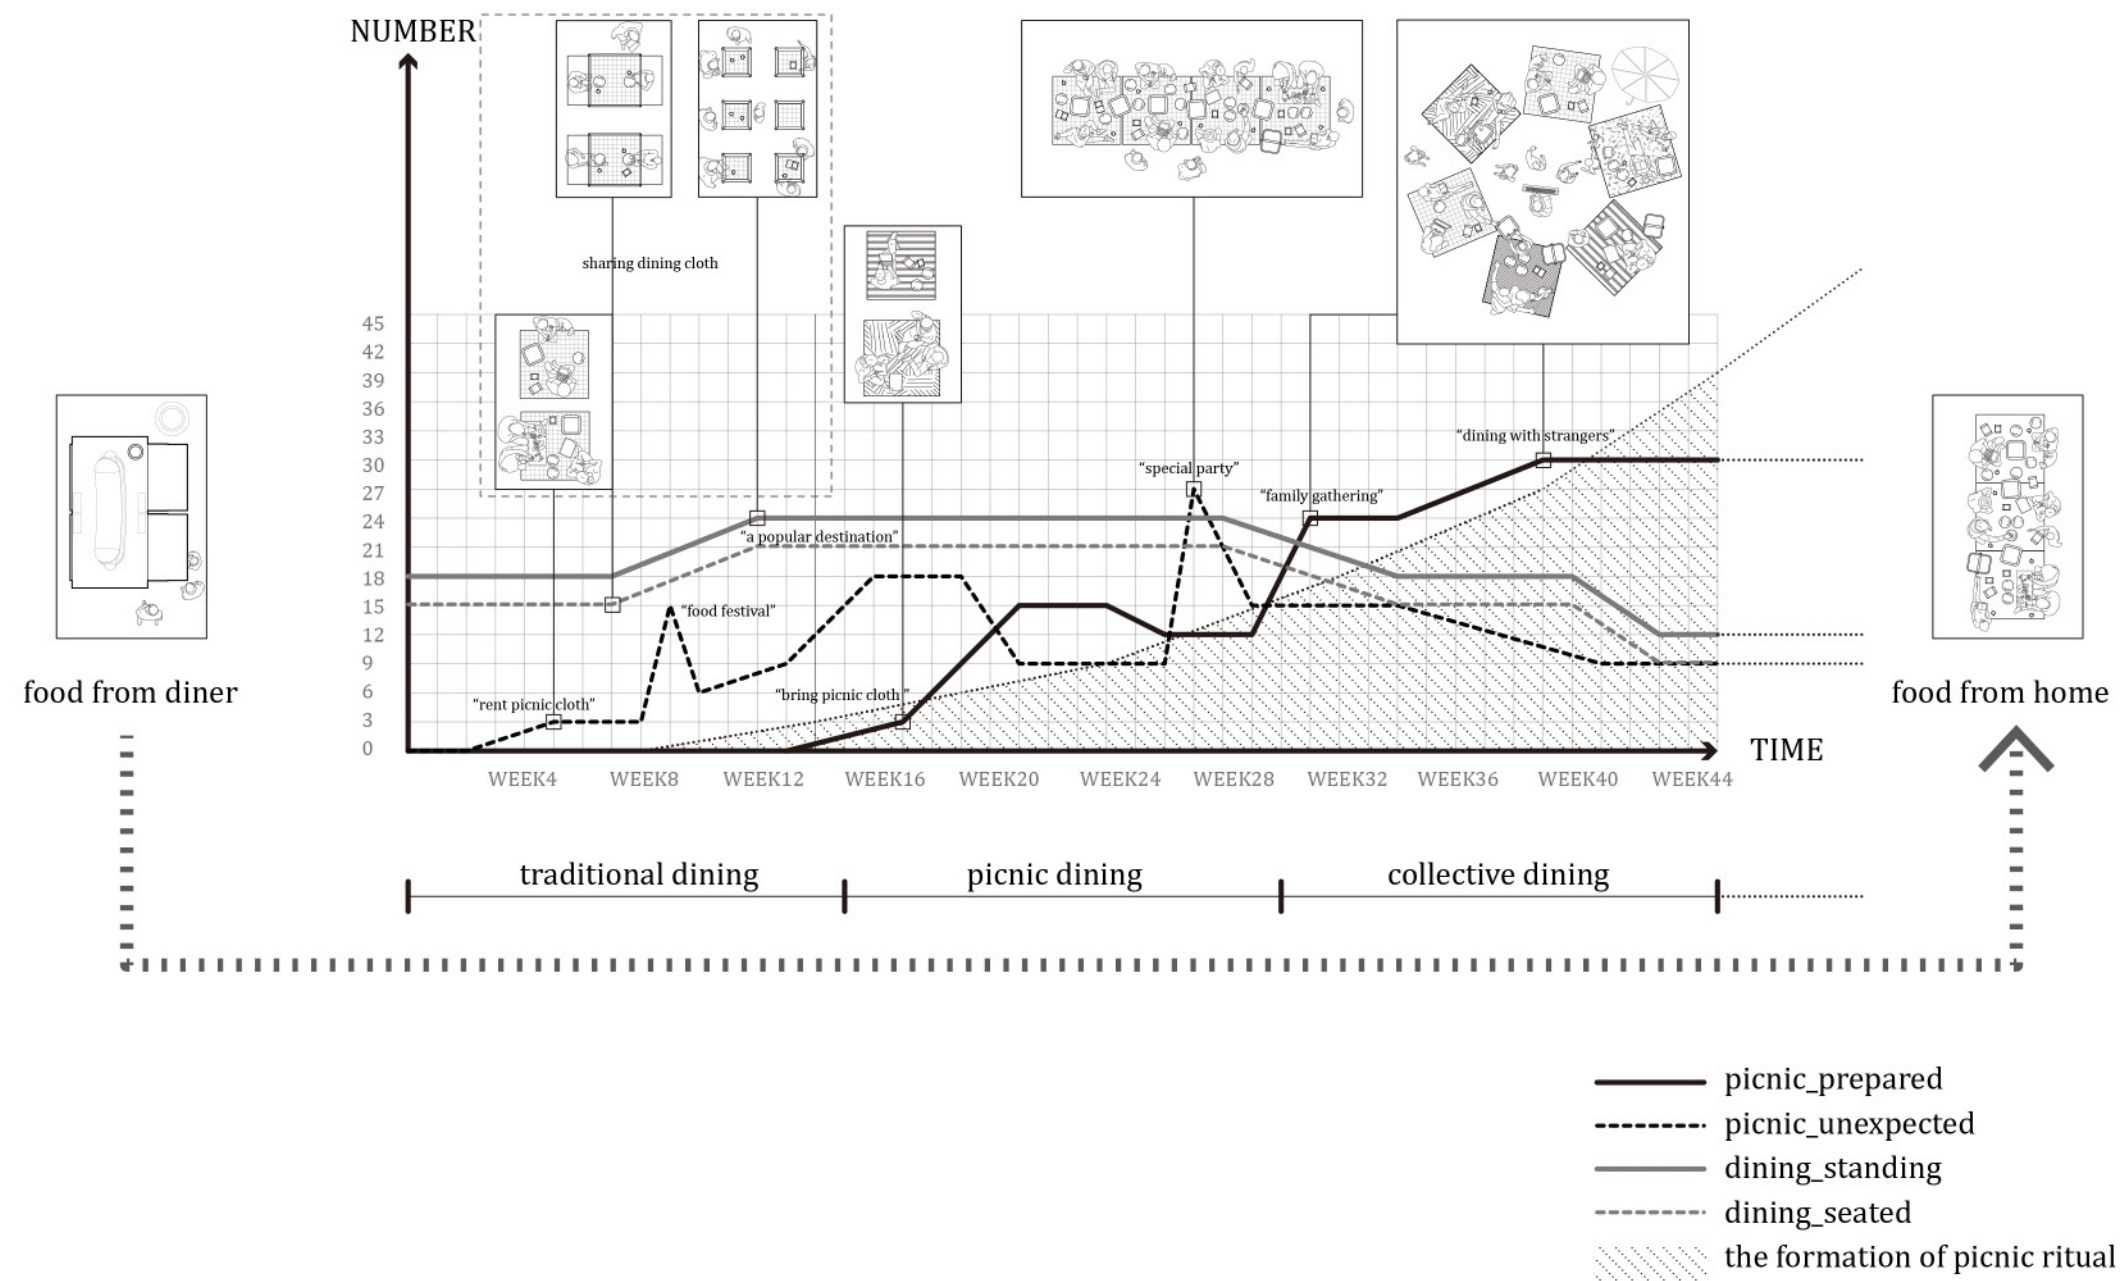 NUMBER
sharing dining cloth
45
42
39
36
33
30
27
24
21
18
15
12
9
6
3
0
“dining with strangers”
“special party”
“family gathering”
“a popular destination”
“food festival”
“rent picnic cloth”
“bring picnic cloth”
food from diner
food from home
TIME
WEEK4 WEEK8 WEEK12 WEEK16 WEEK20 WEEK24 WEEK28 WEEK32 WEEK36 WEEK40 WEEK44
traditional dining picnic dining collective dining
picnic_prepared
picnic_unexpected
dining_standing
dining_seated
the formation of picnic ritual